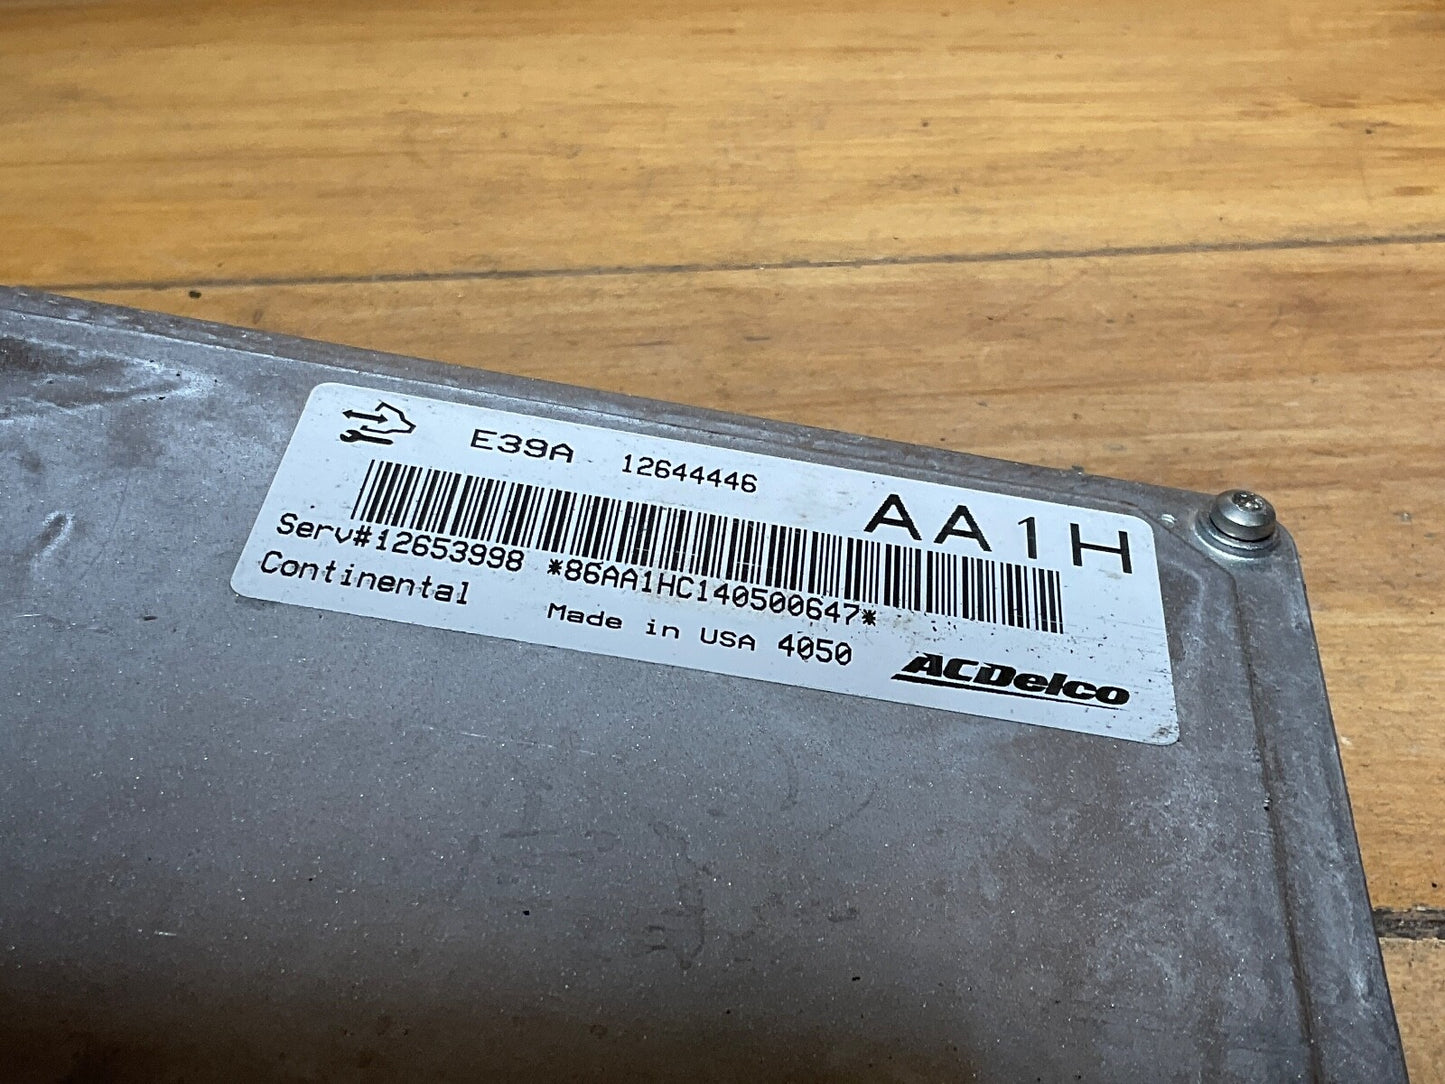 E39A 12644446
AA1H
Serv#12653998 *86AA1HC140500647*
Continental
Made in USA 4050
ACDelco